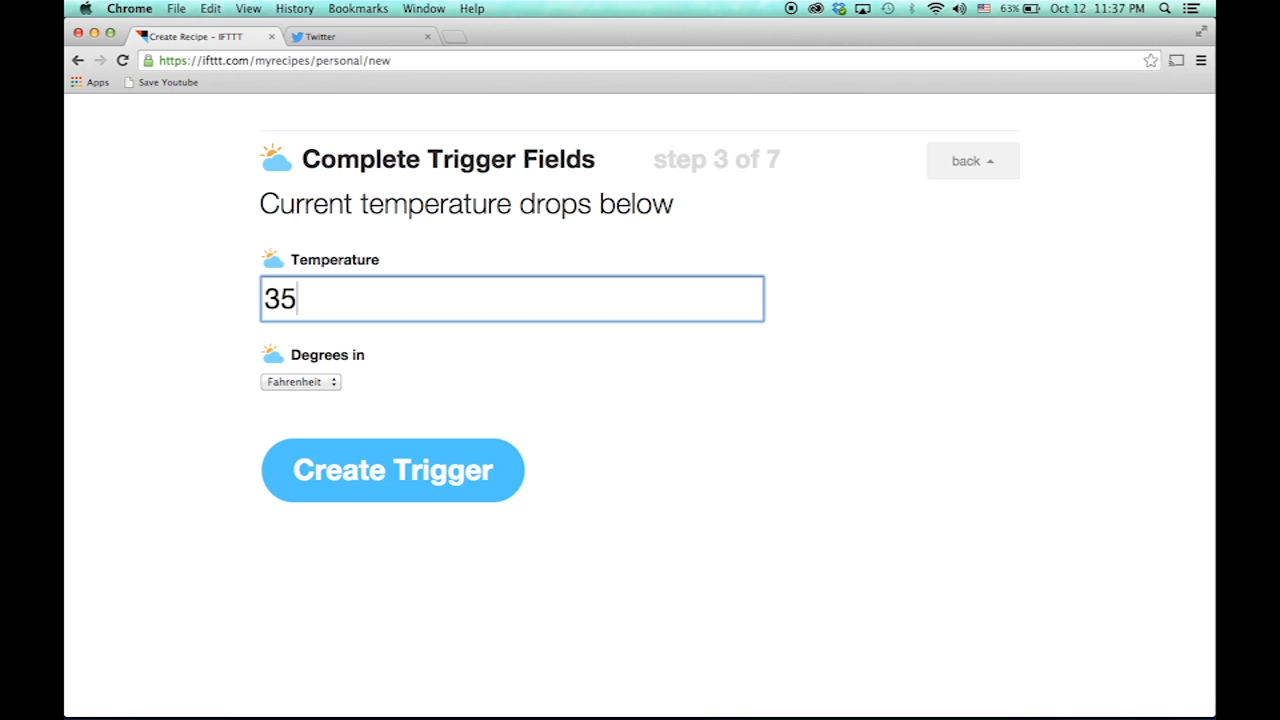 Chrome File Edit View History Bookmarks Window Help 63% Oct 12 11:37 PM
Create Recipe - IFTTT × Twitter ×
https://ifttt.com/myrecipes/personal/new
Apps Save Youtube
Complete Trigger Fields step 3 of 7 back
Current temperature drops below
Temperature
35
Degrees in
Fahrenheit
Create Trigger